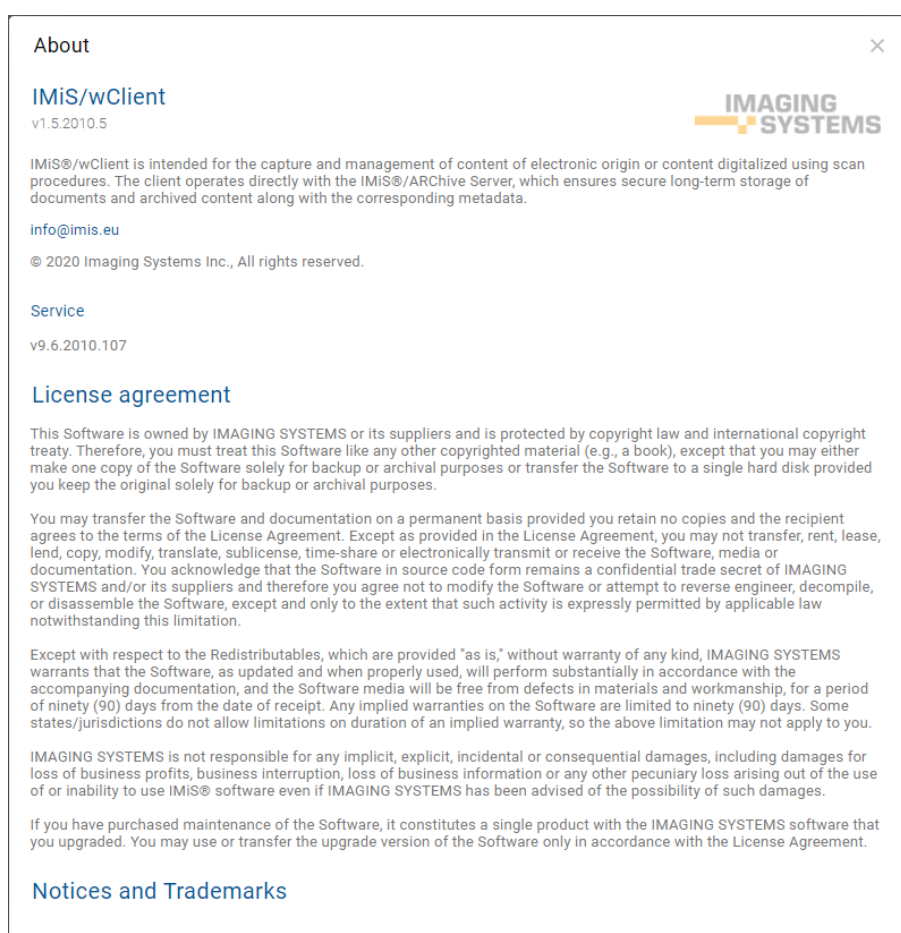 About
×
IMiS/wClient
v1.5.2010.5
IMAGING
SYSTEMS
IMiS®/wClient is intended for the capture and management of content of electronic origin or content digitalized using scan
procedures. The client operates directly with the IMiS®/ARChive Server, which ensures secure long-term storage of
documents and archived content along with the corresponding metadata.
info@imis.eu
© 2020 Imaging Systems Inc., All rights reserved.
Service
v9.6.2010.107
License agreement
This Software is owned by IMAGING SYSTEMS or its suppliers and is protected by copyright law and international copyright
treaty. Therefore, you must treat this Software like any other copyrighted material (e.g., a book), except that you may either
make one copy of the Software solely for backup or archival purposes or transfer the Software to a single hard disk provided
you keep the original solely for backup or archival purposes.
You may transfer the Software and documentation on a permanent basis provided you retain no copies and the recipient
agrees to the terms of the License Agreement. Except as provided in the License Agreement, you may not transfer, rent, lease,
lend, copy, modify, translate, sublicense, time-share or electronically transmit or receive the Software, media or
documentation. You acknowledge that the Software in source code form remains a confidential trade secret of IMAGING
SYSTEMS and/or its suppliers and therefore you agree not to modify the Software or attempt to reverse engineer, decompile,
or disassemble the Software, except and only to the extent that such activity is expressly permitted by applicable law
notwithstanding this limitation.
Except with respect to the Redistributables, which are provided "as is," without warranty of any kind, IMAGING SYSTEMS
warrants that the Software, as updated and when properly used, will perform substantially in accordance with the
accompanying documentation, and the Software media will be free from defects in materials and workmanship, for a period
of ninety (90) days from the date of receipt. Any implied warranties on the Software are limited to ninety (90) days. Some
states/jurisdictions do not allow limitations on duration of an implied warranty, so the above limitation may not apply to you.
IMAGING SYSTEMS is not responsible for any implicit, explicit, incidental or consequential damages, including damages for
loss of business profits, business interruption, loss of business information or any other pecuniary loss arising out of the use
of or inability to use IMiS® software even if IMAGING SYSTEMS has been advised of the possibility of such damages.
If you have purchased maintenance of the Software, it constitutes a single product with the IMAGING SYSTEMS software that
you upgraded. You may use or transfer the upgrade version of the Software only in accordance with the License Agreement.
Notices and Trademarks